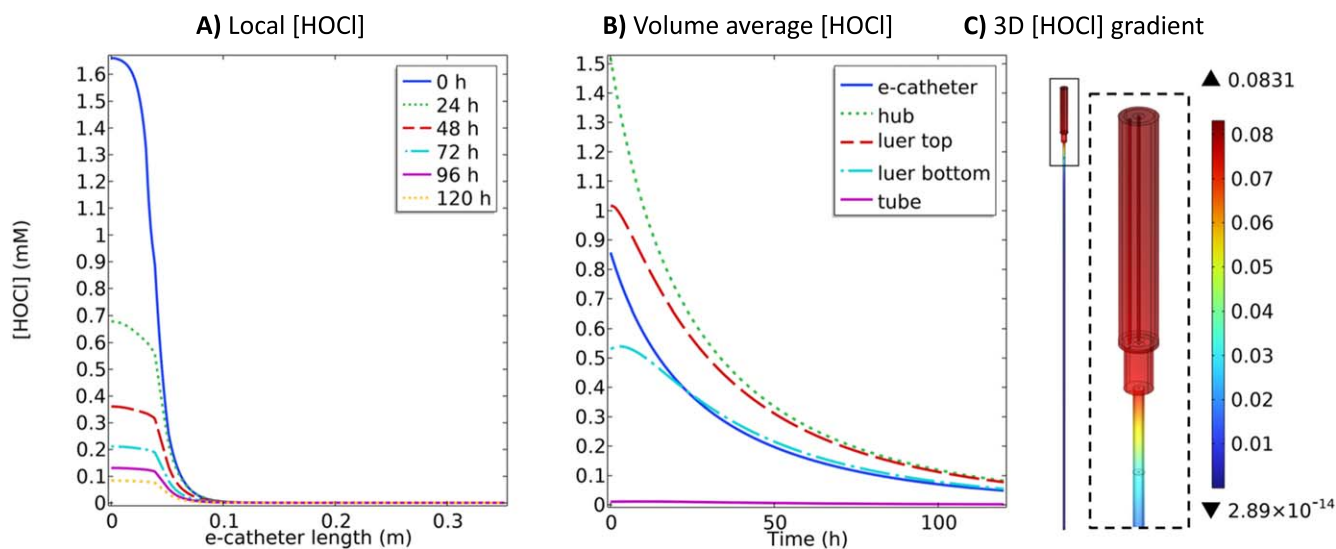 A) Local [HOCl]
B) Volume average [HOCl]
C) 3D [HOCl] gradient
[HOCl] (mM)
1.6
1.5
1.4
1.3
1.2
1.1
1
0.9
0.8
0.7
0.6
0.5
0.4
0.3
0.2
0.1
0
0 h
24 h
48 h
72 h
96 h
120 h
0
0.1
0.2
0.3
e-catheter length (m)
1.5
1.4
1.3
1.2
1.1
1
0.9
0.8
0.7
0.6
0.5
0.4
0.3
0.2
0.1
0
e-catheter
hub
luer top
luer bottom
tube
0
50
100
Time (h)
▲ 0.0831
0.08
0.07
0.06
0.05
0.04
0.03
0.02
0.01
▼ 2.89×10⁻¹⁴